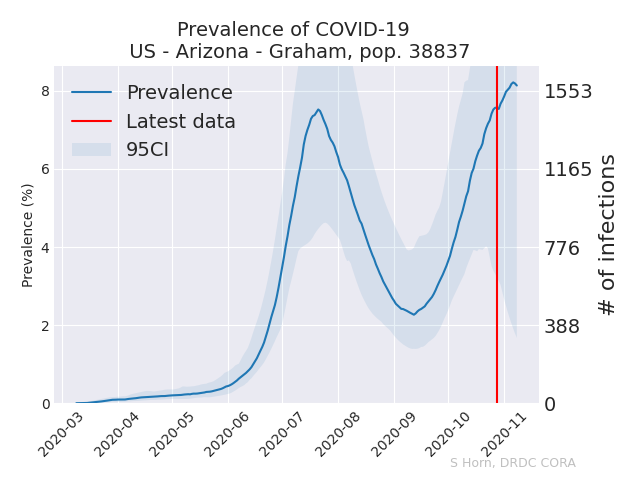 Prevalence of COVID-19
US - Arizona - Graham, pop. 38837
Prevalence
Latest data
95CI
Prevalence (%)
8
6
4
2
0
1553
1165
776
388
0
# of infections
2020-03
2020-04
2020-05
2020-06
2020-07
2020-08
2020-09
2020-10
2020-11
S Horn, DRDC CORA